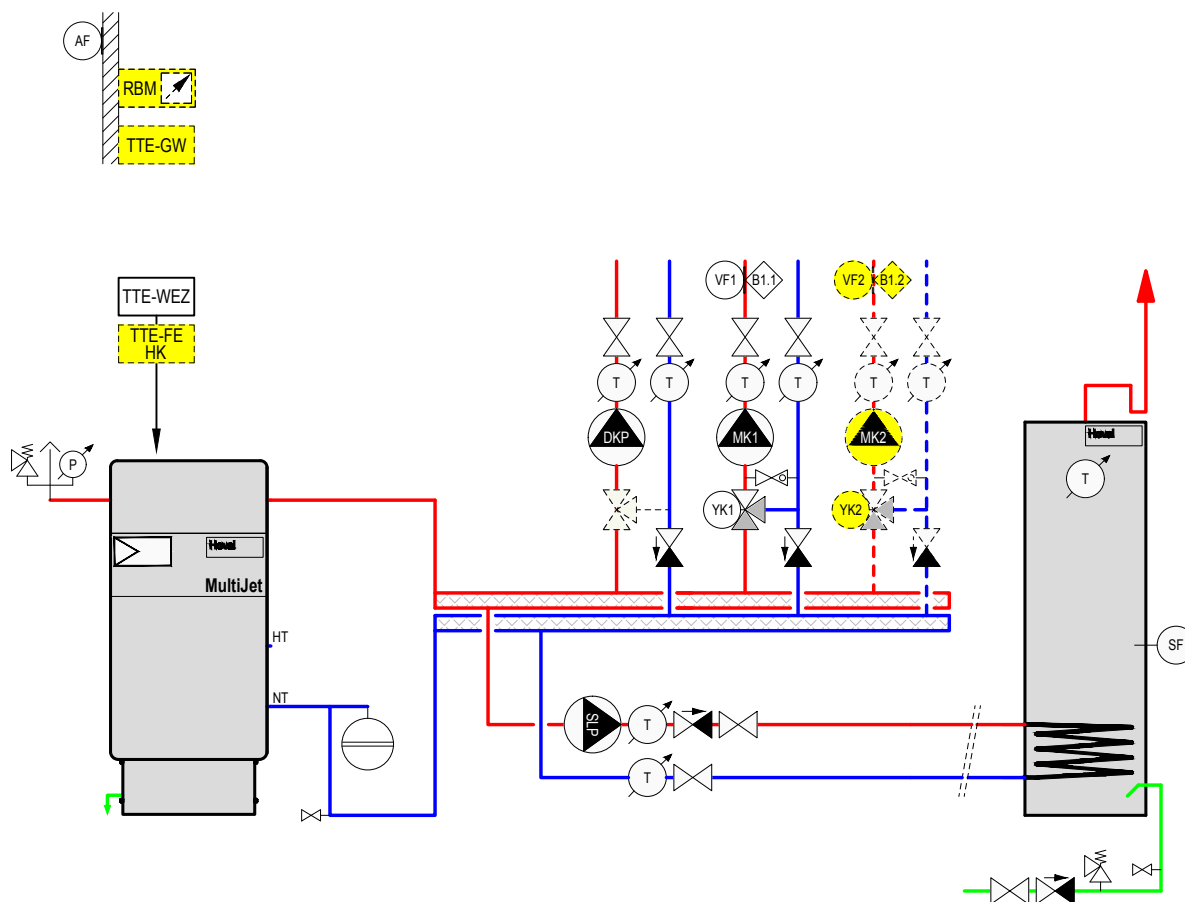 AF
RBM
TTE-GW
TTE-WEZ
TTE-FE
HK
VF1
B1.1
VF2
B1.2
T
T
T
T
T
T
DKP
MK1
MK2
P
T
YK1
YK2
Hoval
Hoval
MultiJet
HT
NT
SF
SLP
T
T